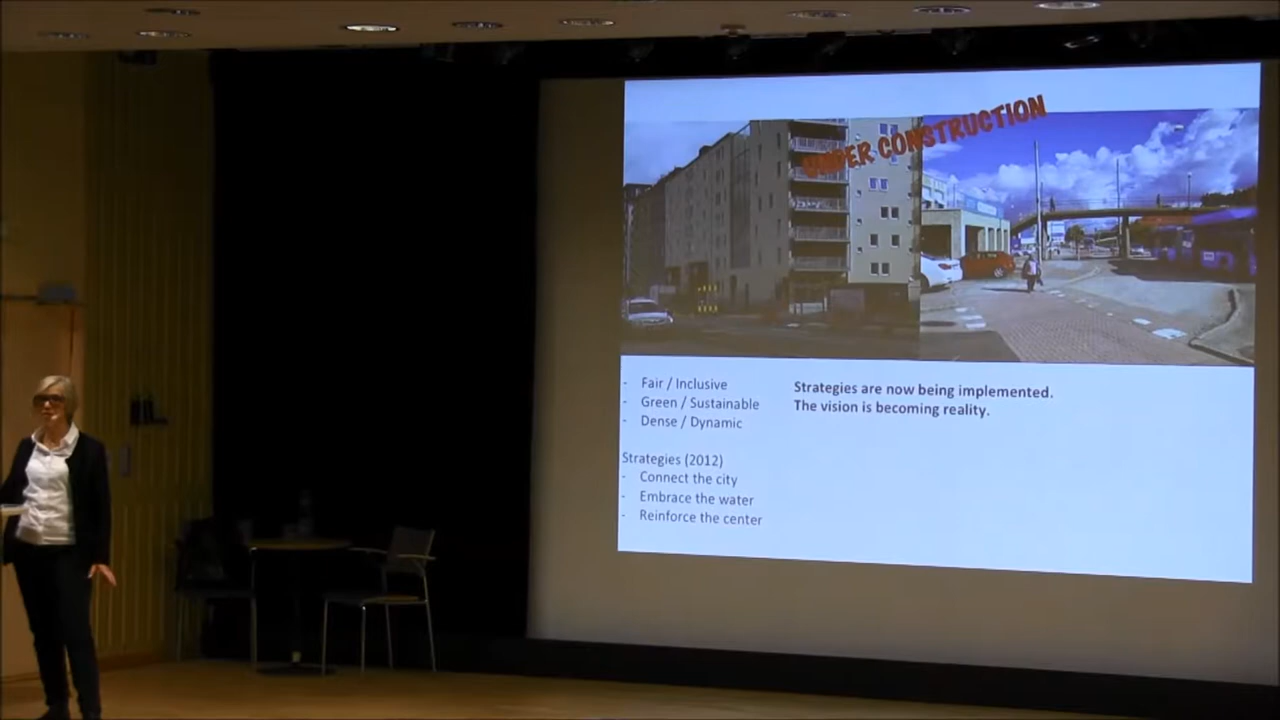 UNDER CONSTRUCTION
- Fair / Inclusive
- Green / Sustainable
- Dense / Dynamic
Strategies (2012)
- Connect the city
- Embrace the water
- Reinforce the center
Strategies are now being implemented.
The vision is becoming reality.